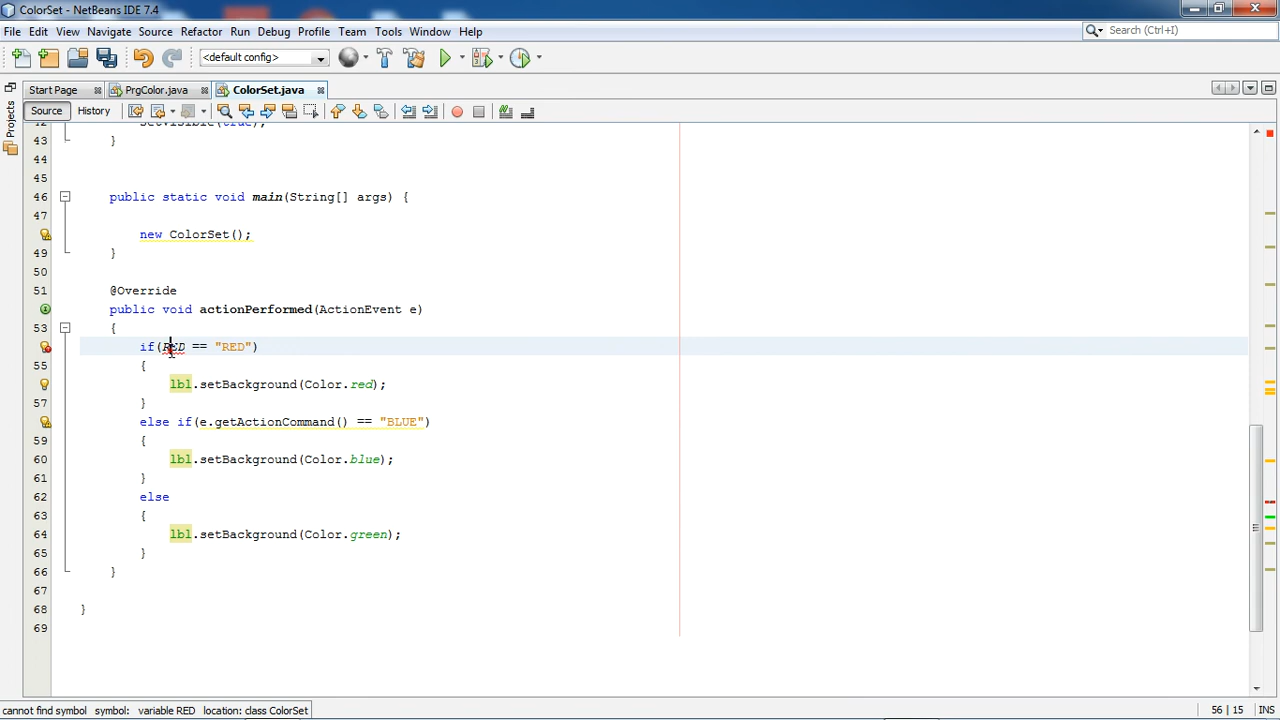 ColorSet - NetBeans IDE 7.4
File Edit View Navigate Source Refactor Run Debug Profile Team Tools Window Help
Search (Ctrl+I)
<default config>
Start Page PrgColor.java ColorSet.java
Projects
Source History
42 setVisible(true);
43 }
44
45
46 public static void main(String[] args) {
47
new ColorSet();
49 }
50
51 @Override
public void actionPerformed(ActionEvent e)
53 {
if(RED == "RED")
55 {
lbl.setBackground(Color.red);
57 }
else if(e.getActionCommand() == "BLUE")
59 {
60 lbl.setBackground(Color.blue);
61 }
62 else
63 {
64 lbl.setBackground(Color.green);
65 }
66 }
67
68 }
69
cannot find symbol symbol: variable RED location: class ColorSet
56 | 15 INS